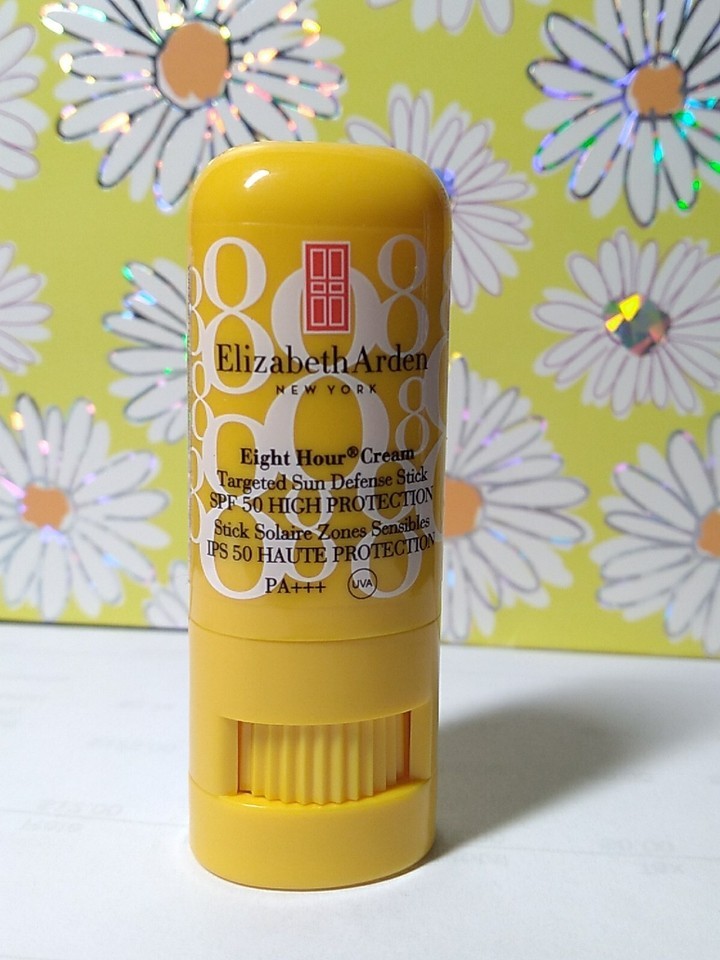 Elizabeth Arden
NEW YORK
Eight Hour® Cream
Targeted Sun Defense Stick
SPF 50 HIGH PROTECTION
Stick Solaire Zones Sensibles
IPS 50 HAUTE PROTECTION
PA+++ UVA